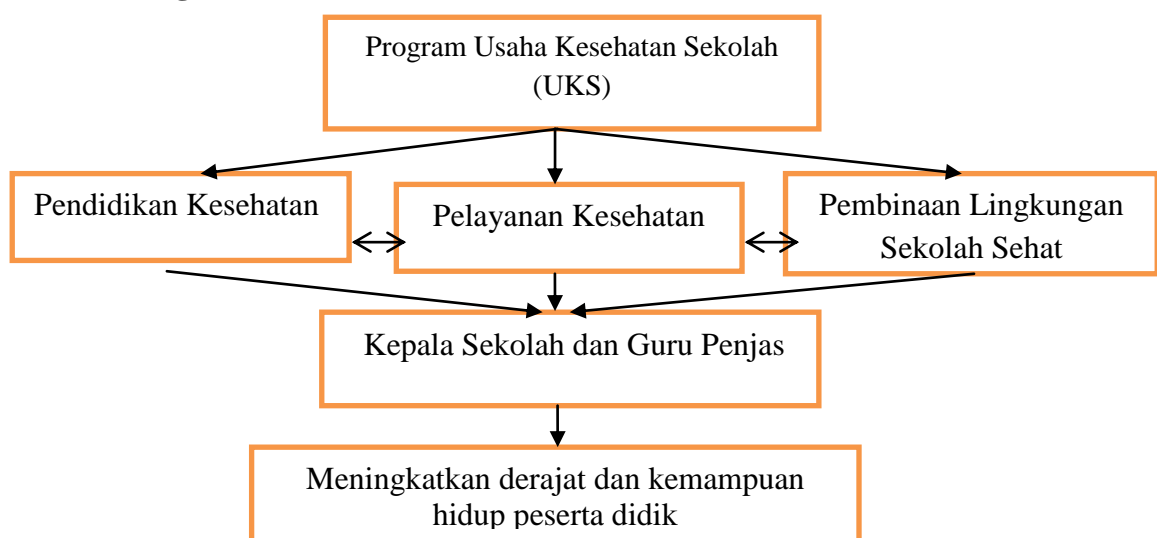 Program Usaha Kesehatan Sekolah
(UKS)
Pendidikan Kesehatan
Pelayanan Kesehatan
Pembinaan Lingkungan
Sekolah Sehat
Kepala Sekolah dan Guru Penjas
Meningkatkan derajat dan kemampuan
hidup peserta didik